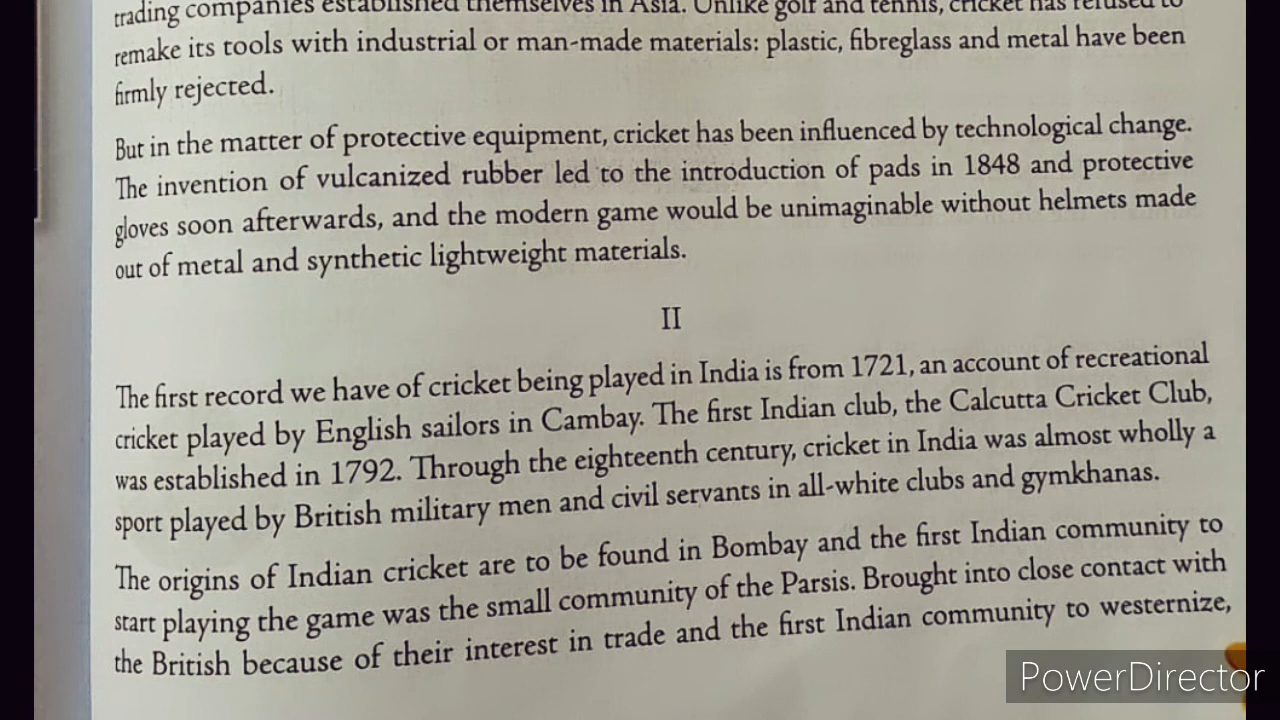 trading companies established themselves in Asia. Unlike golf and tennis, cricket has refused to
remake its tools with industrial or man-made materials: plastic, fibreglass and metal have been
firmly rejected.
But in the matter of protective equipment, cricket has been influenced by technological change.
The invention of vulcanized rubber led to the introduction of pads in 1848 and protective
gloves soon afterwards, and the modern game would be unimaginable without helmets made
out of metal and synthetic lightweight materials.
II
The first record we have of cricket being played in India is from 1721, an account of recreational
cricket played by English sailors in Cambay. The first Indian club, the Calcutta Cricket Club,
was established in 1792. Through the eighteenth century, cricket in India was almost wholly a
sport played by British military men and civil servants in all-white clubs and gymkhanas.
The origins of Indian cricket are to be found in Bombay and the first Indian community to
start playing the game was the small community of the Parsis. Brought into close contact with
the British because of their interest in trade and the first Indian community to westernize,
PowerDirector